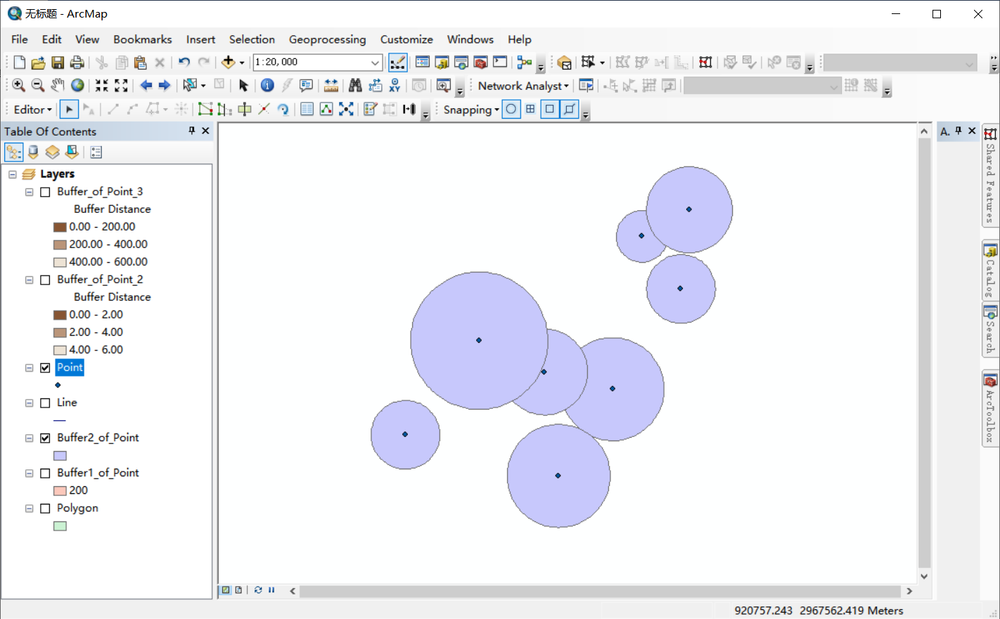 无标题 - ArcMap
File Edit View Bookmarks Insert Selection Geoprocessing Customize Windows Help
1:20,000
Network Analyst
Editor
Snapping
Table Of Contents
A.
Layers
Buffer_of_Point_3
Buffer Distance
0.00 - 200.00
200.00 - 400.00
400.00 - 600.00
Buffer_of_Point_2
Buffer Distance
0.00 - 2.00
2.00 - 4.00
4.00 - 6.00
Point
Line
Buffer2_of_Point
Buffer1_of_Point
200
Polygon
Shared Features
Catalog
Search
ArcToolbox
920757.243 2967562.419 Meters